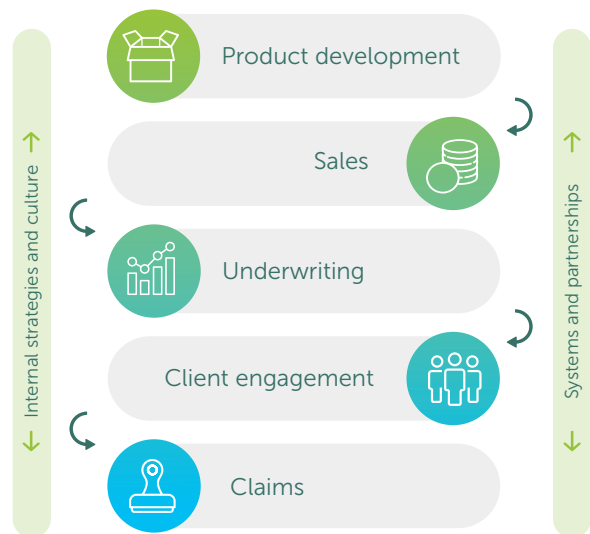 Product development
Sales
Underwriting
Client engagement
Claims
Internal strategies and culture
Systems and partnerships